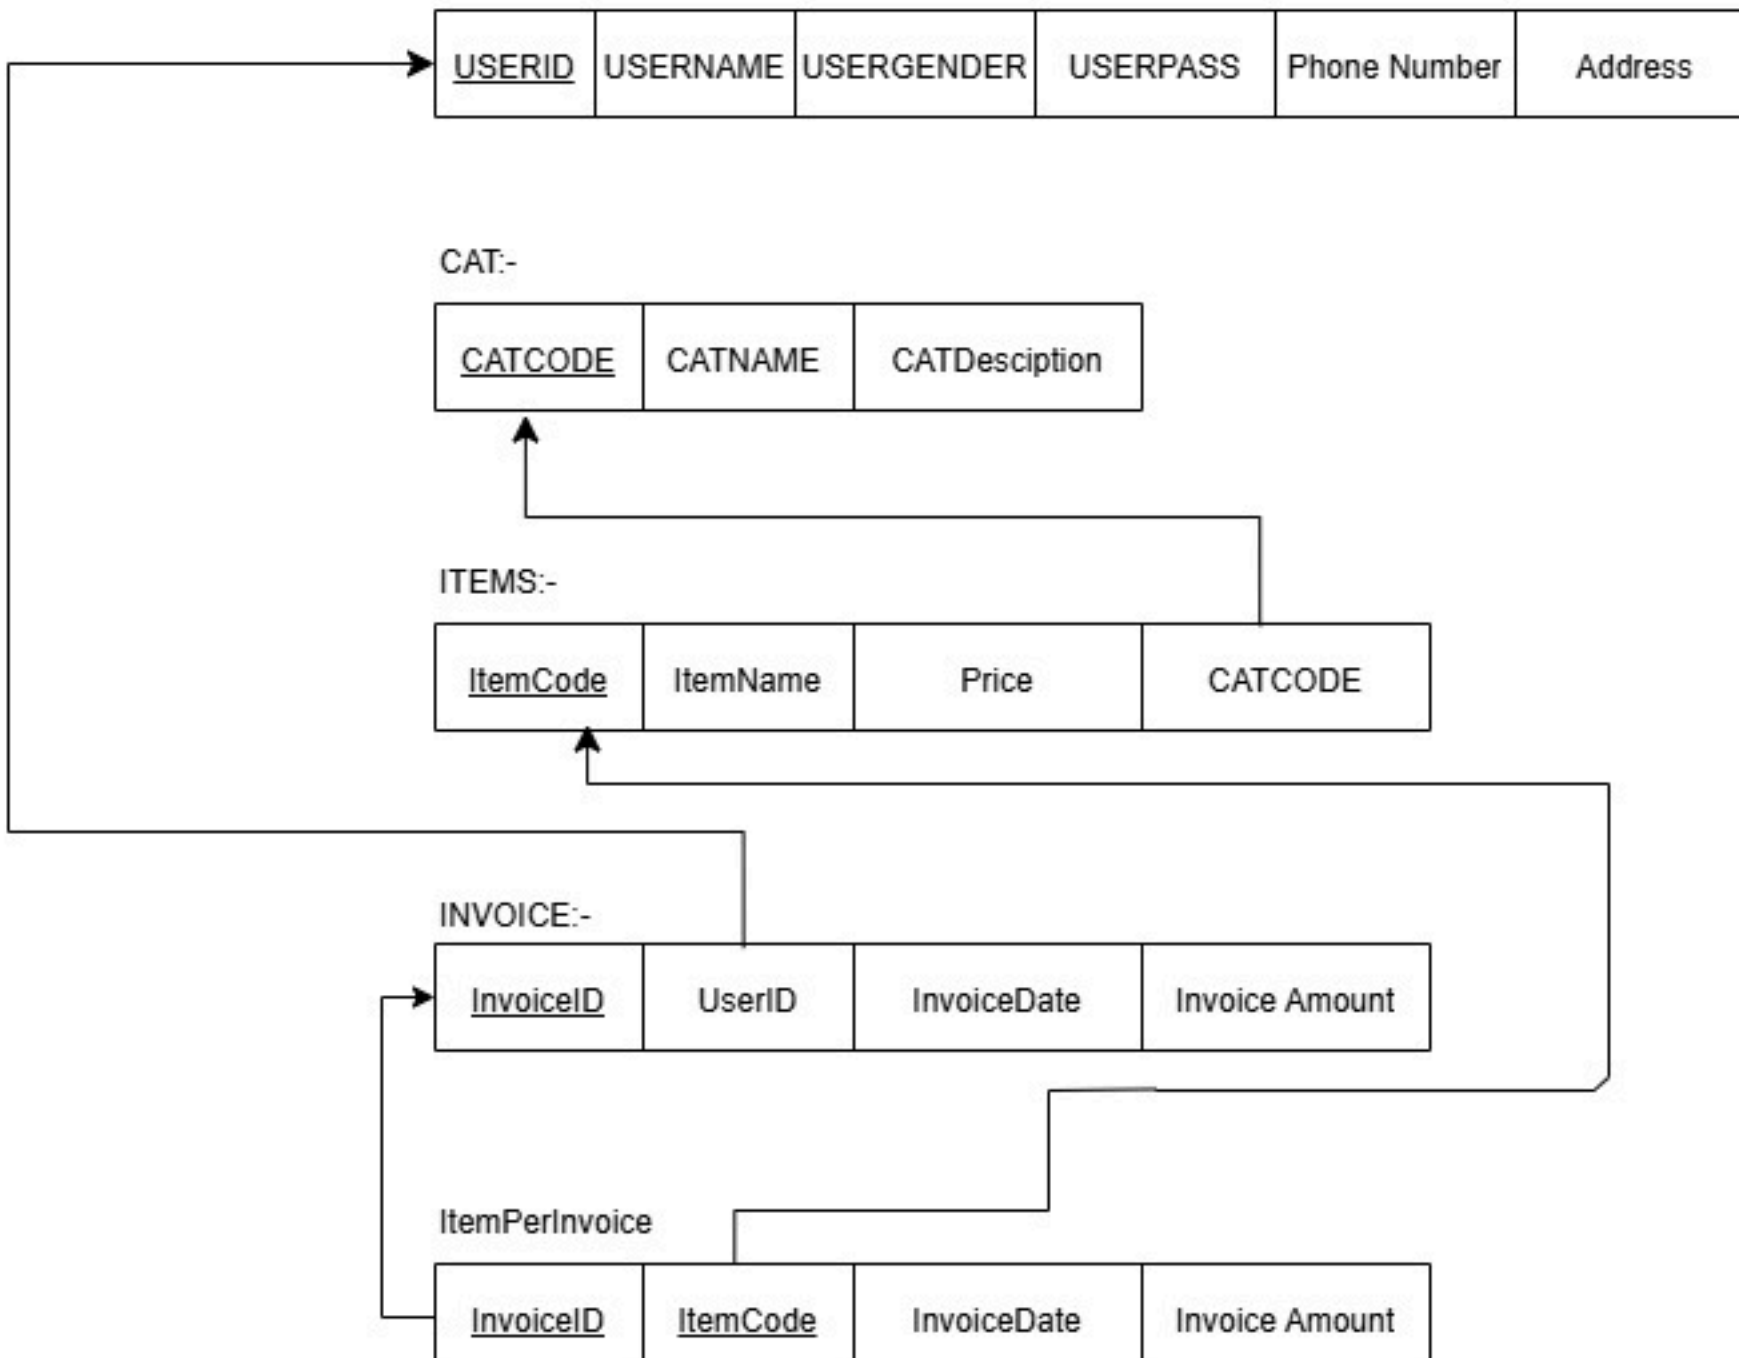 USERID USERNAME USERGENDER USERPASS Phone Number Address
CAT:-
CATCODE CATNAME CATDesciption
ITEMS:-
ItemCode ItemName Price CATCODE
INVOICE:-
InvoiceID UserID InvoiceDate Invoice Amount
ItemPerInvoice
InvoiceID ItemCode InvoiceDate Invoice Amount